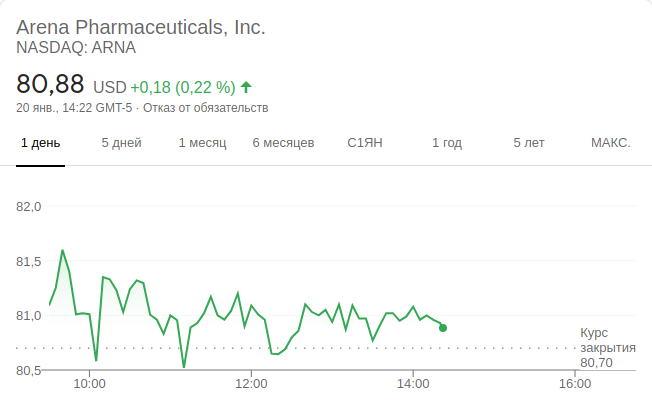 Arena Pharmaceuticals, Inc.
NASDAQ: ARNA
80,88 USD +0,18 (0,22 %)
20 янв., 14:22 GMT-5 · Отказ от обязательств
1 день 5 дней 1 месяц 6 месяцев С1ЯН 1 год 5 лет МАКС.
82,0
81,5
81,0
Курс
закрытия
80,70
80,5
10:00 12:00 14:00 16:00